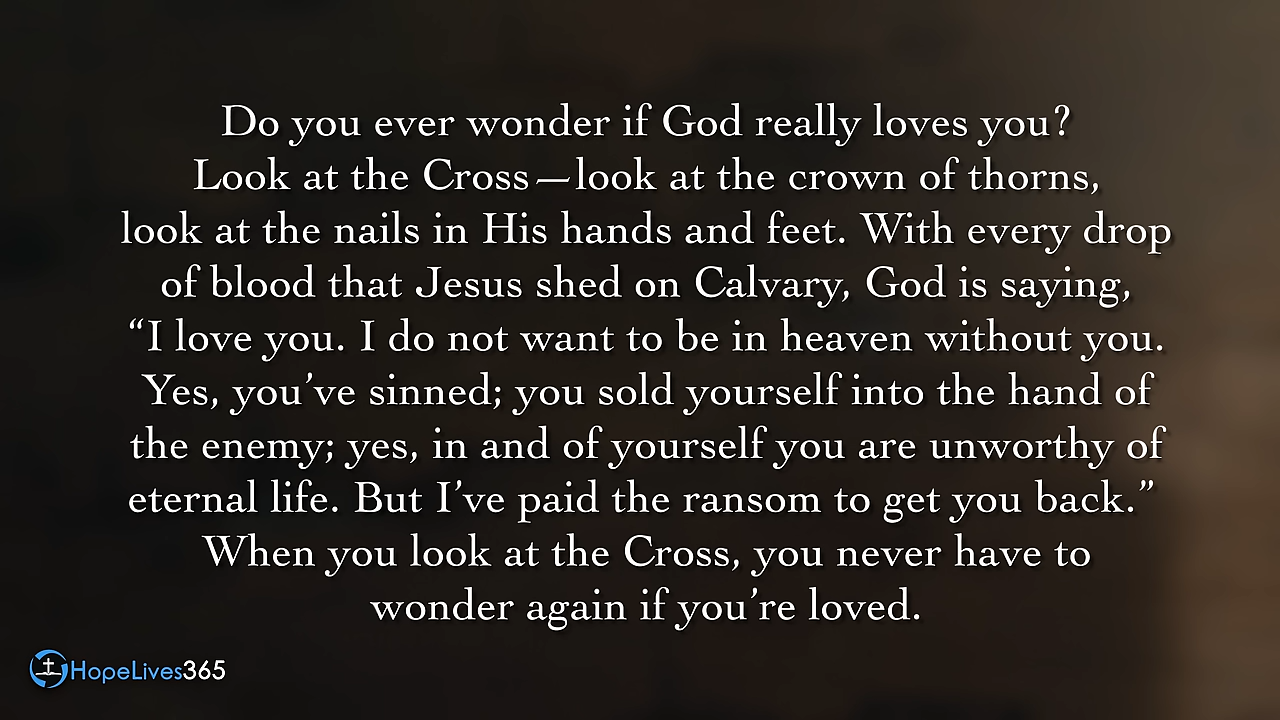 Do you ever wonder if God really loves you?
Look at the Cross—look at the crown of thorns,
look at the nails in His hands and feet. With every drop
of blood that Jesus shed on Calvary, God is saying,
“I love you. I do not want to be in heaven without you.
Yes, you’ve sinned; you sold yourself into the hand of
the enemy; yes, in and of yourself you are unworthy of
eternal life. But I’ve paid the ransom to get you back.”
When you look at the Cross, you never have to
wonder again if you’re loved.
HopeLives365